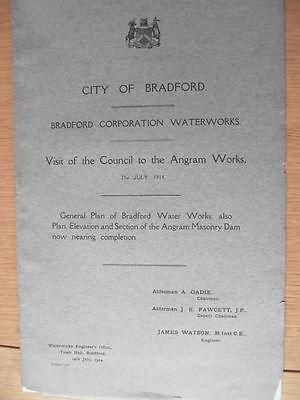 CITY OF BRADFORD.
BRADFORD CORPORATION WATERWORKS.
Visit of the Council to the Angram Works,
JULY, 1914.
General Plan of Bradford Water Works, also
Plan, Elevation and Section of the Angram Masonry Dam
now nearing completion.
Alderman A. GADIE,
Chairman.
Alderman J. E. FAWCETT, J.P.,
Deputy Chairman.
JAMES WATSON, M Inst C.E.,
Engineer.
Waterworks Engineer's Office,
Town Hall, Bradford,
July, 1914.